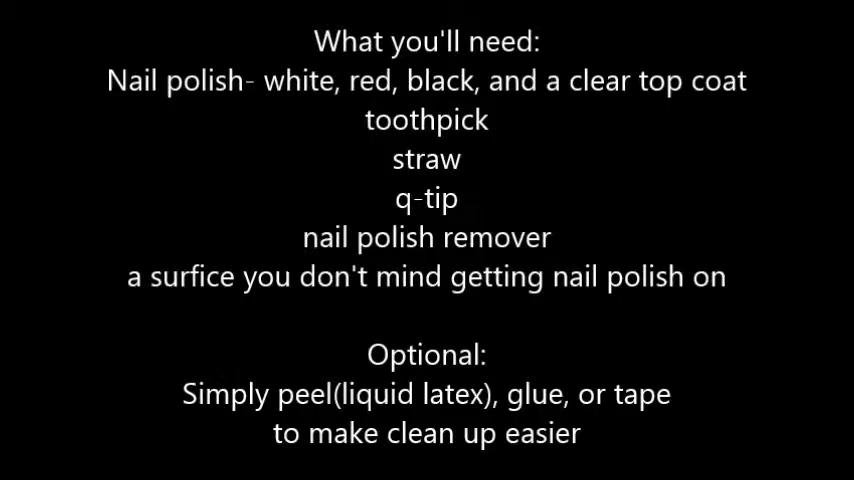 What you'll need:
Nail polish- white, red, black, and a clear top coat
toothpick
straw
q-tip
nail polish remover
a surfice you don't mind getting nail polish on
Optional:
Simply peel(liquid latex), glue, or tape
to make clean up easier